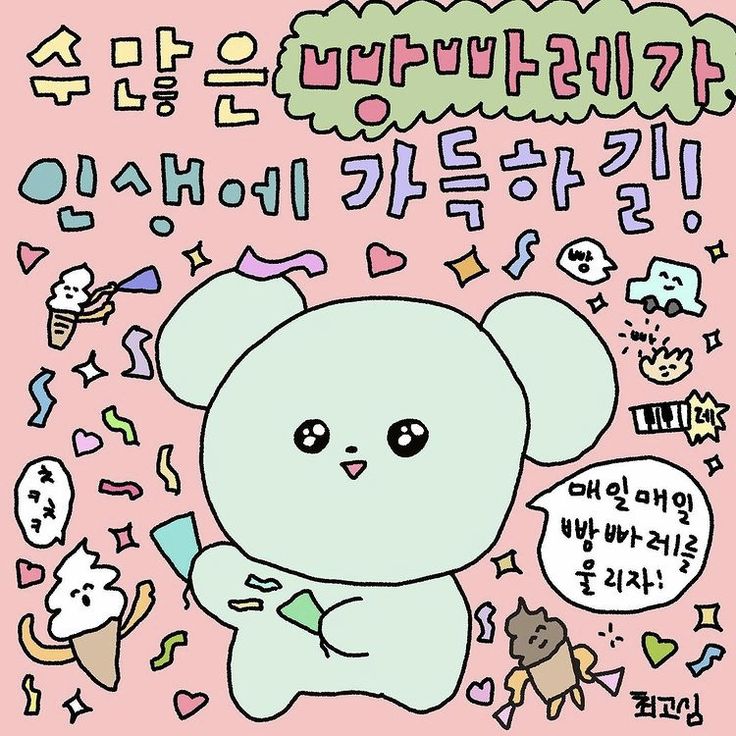 수많은 빵빠레가
인생에 가득하길!
빵
빠
레
매일매일
빵빠레를
울리자!
ㅊㅋㅊㅋ
최고심